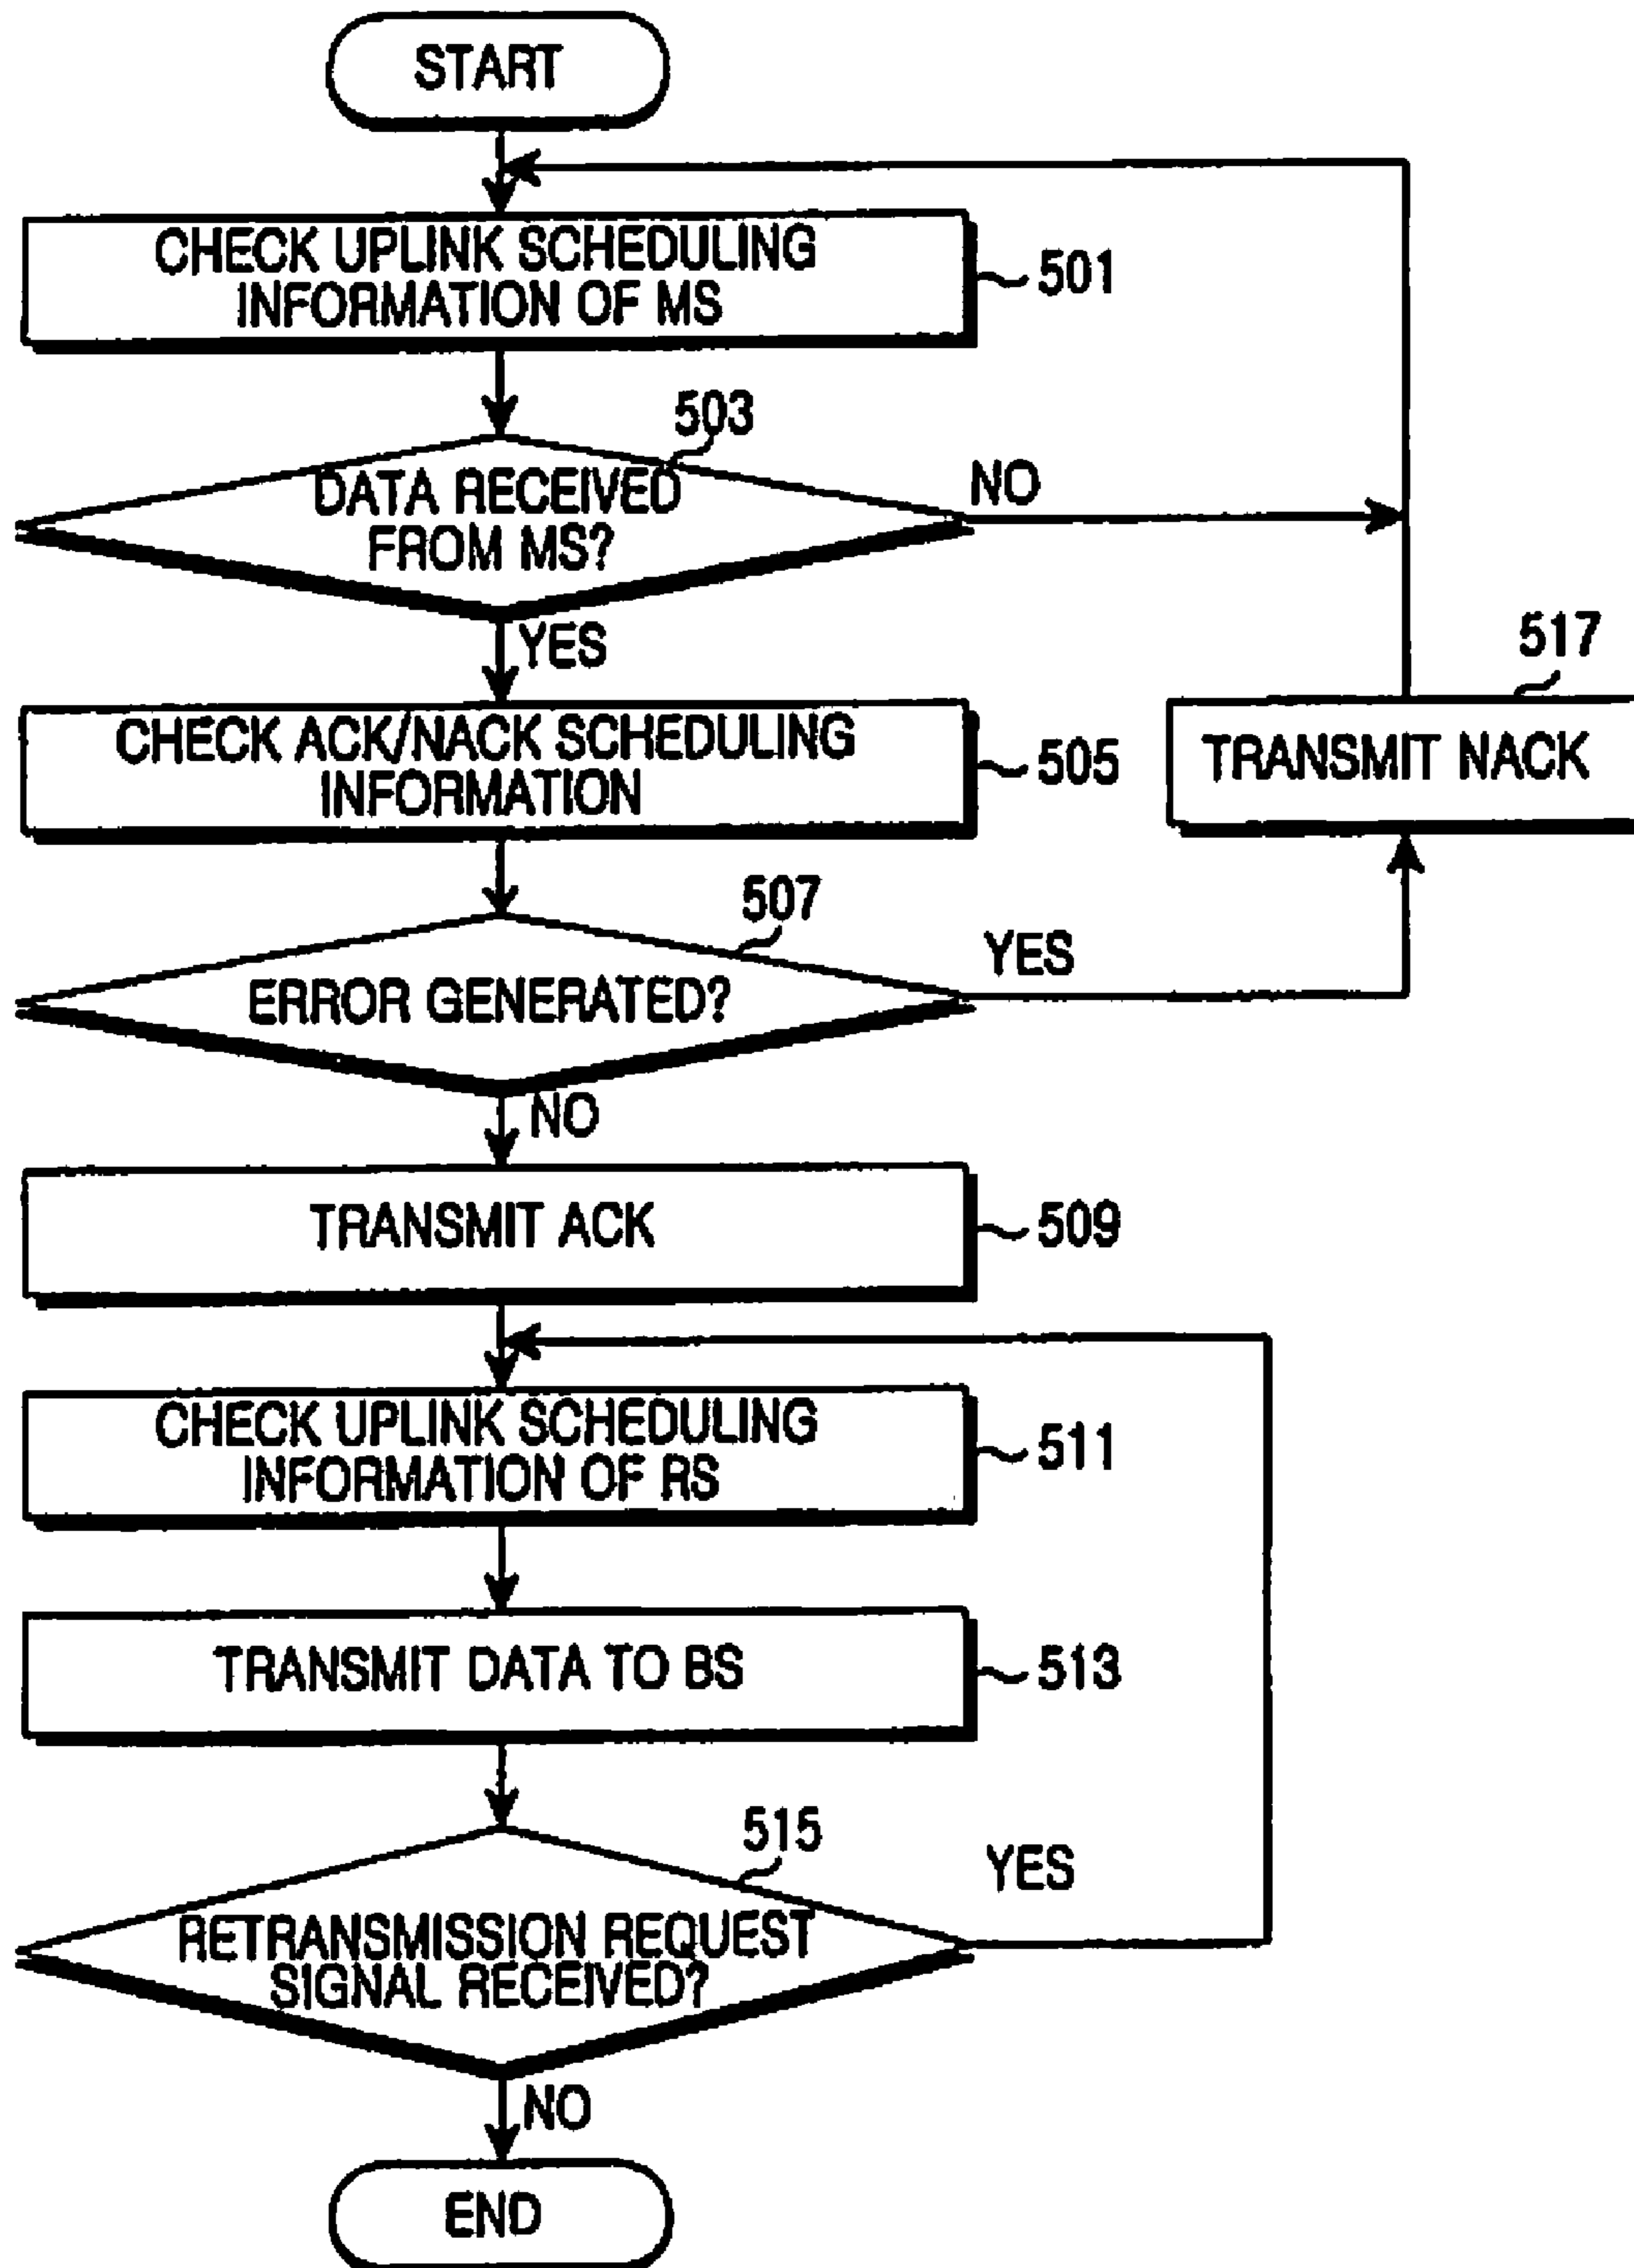 START
CHECK UPLINK SCHEDULING
INFORMATION OF MS
501
503
DATA RECEIVED
FROM MS?
NO
YES
517
CHECK ACK/NACK SCHEDULING
INFORMATION
505
TRANSMIT NACK
507
ERROR GENERATED?
YES
NO
TRANSMIT ACK
509
CHECK UPLINK SCHEDULING
INFORMATION OF RS
511
TRANSMIT DATA TO BS
513
515
YES
RETRANSMISSION REQUEST
SIGNAL RECEIVED?
NO
END